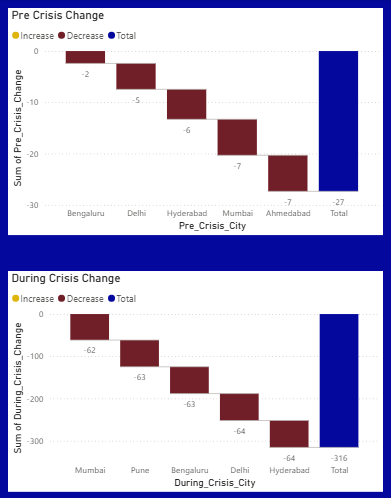 Pre Crisis Change
Increase Decrease Total
Sum of Pre_Crisis_Change
0
-10
-20
-30
-2
-5
-6
-7
-7
-27
Bengaluru Delhi Hyderabad Mumbai Ahmedabad Total
Pre_Crisis_City
During Crisis Change
Increase Decrease Total
Sum of During_Crisis_Change
0
-100
-200
-300
-62
-63
-63
-64
-64
-316
Mumbai Pune Bengaluru Delhi Hyderabad Total
During_Crisis_City